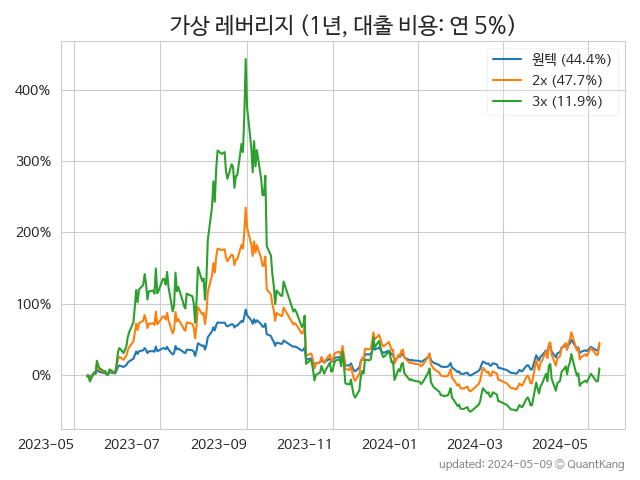 가상 레버리지 (1년, 대출 비용: 연 5%)
원텍 (44.4%)
2x (47.7%)
3x (11.9%)
400%
300%
200%
100%
0%
2023-05 2023-07 2023-09 2023-11 2024-01 2024-03 2024-05
updated: 2024-05-09 © QuantKang